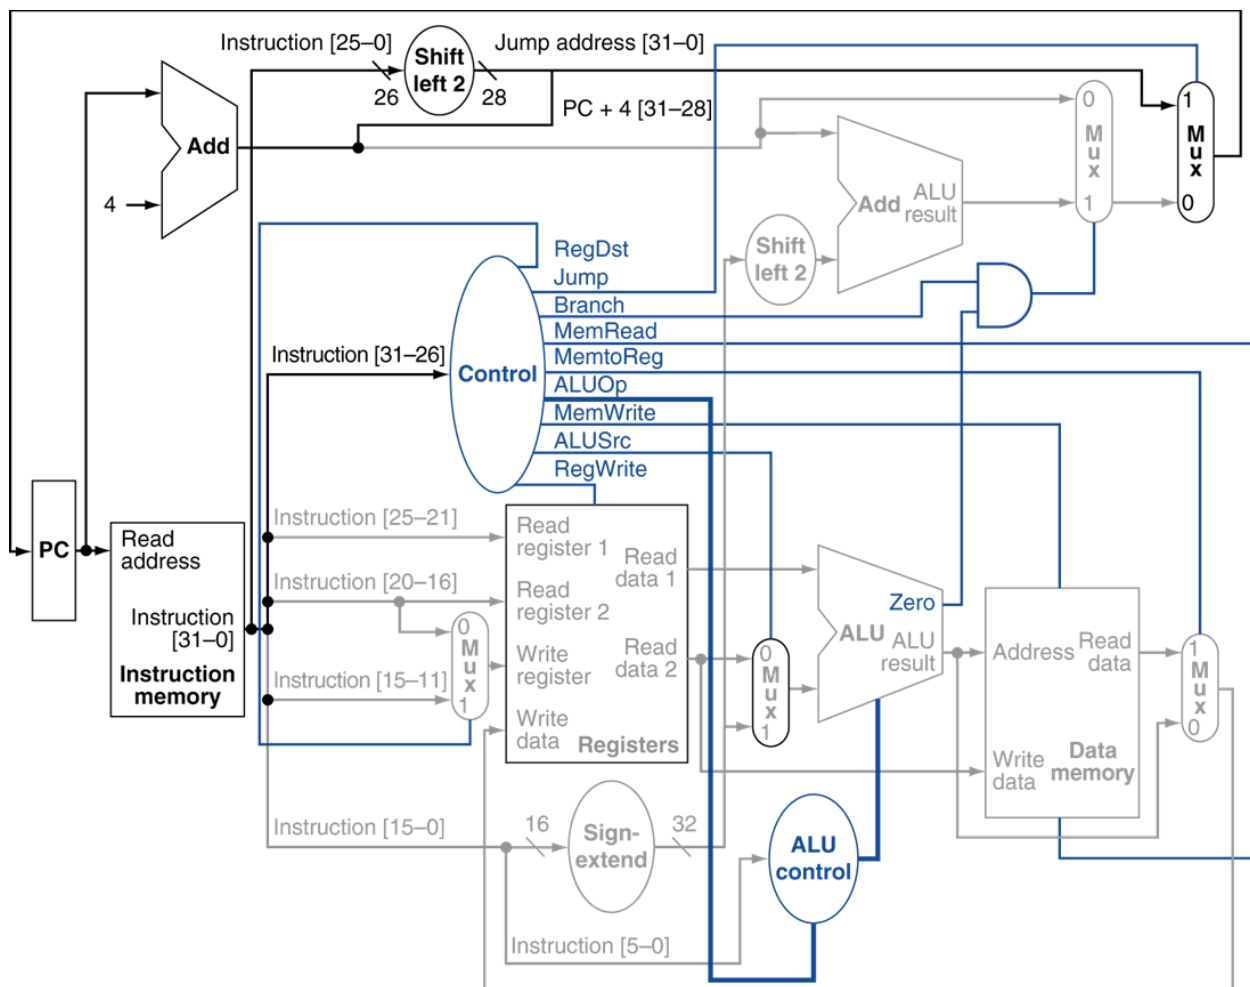 Instruction [25–0]
Shift
left 2
Jump address [31–0]
26
28
PC + 4 [31–28]
Add
4
0
M
u
x
1
1
M
u
x
0
Add
ALU
result
Shift
left 2
RegDst
Jump
Branch
MemRead
MemtoReg
ALUOp
MemWrite
ALUSrc
RegWrite
Instruction [31–26]
Control
PC
Read
address
Instruction
[31–0]
Instruction
memory
Instruction [25–21]
Instruction [20–16]
Instruction [15–11]
0
M
u
x
1
Read
register 1
Read
register 2
Write
register
Write
data
Read
data 1
Read
data 2
Registers
0
M
u
x
1
Zero
ALU
ALU
result
Address
Read
data
Write
data
Data
memory
1
M
u
x
0
Instruction [15–0]
16
Sign-
extend
32
ALU
control
Instruction [5–0]